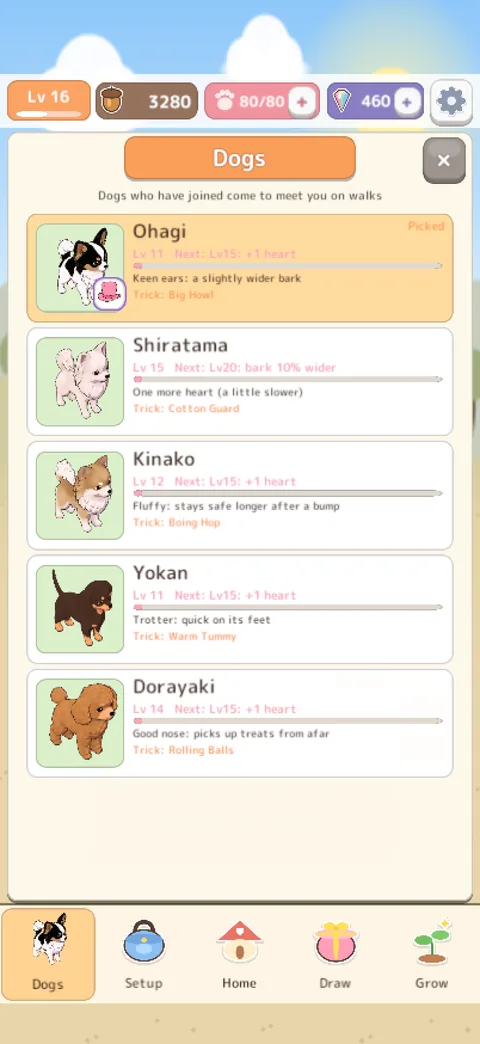 Lv 16
3280
80/80
+
460
+
Dogs
×
Dogs who have joined come to meet you on walks
Ohagi
Picked
Lv 11 Next: Lv15: +1 heart
Keen ears: a slightly wider bark
Trick: Big Howl
Shiratama
Lv 15 Next: Lv20: bark 10% wider
One more heart (a little slower)
Trick: Cotton Guard
Kinako
Lv 12 Next: Lv15: +1 heart
Fluffy: stays safe longer after a bump
Trick: Boing Hop
Yokan
Lv 11 Next: Lv15: +1 heart
Trotter: quick on its feet
Trick: Warm Tummy
Dorayaki
Lv 14 Next: Lv15: +1 heart
Good nose: picks up treats from afar
Trick: Rolling Balls
Dogs
Setup
Home
Draw
Grow